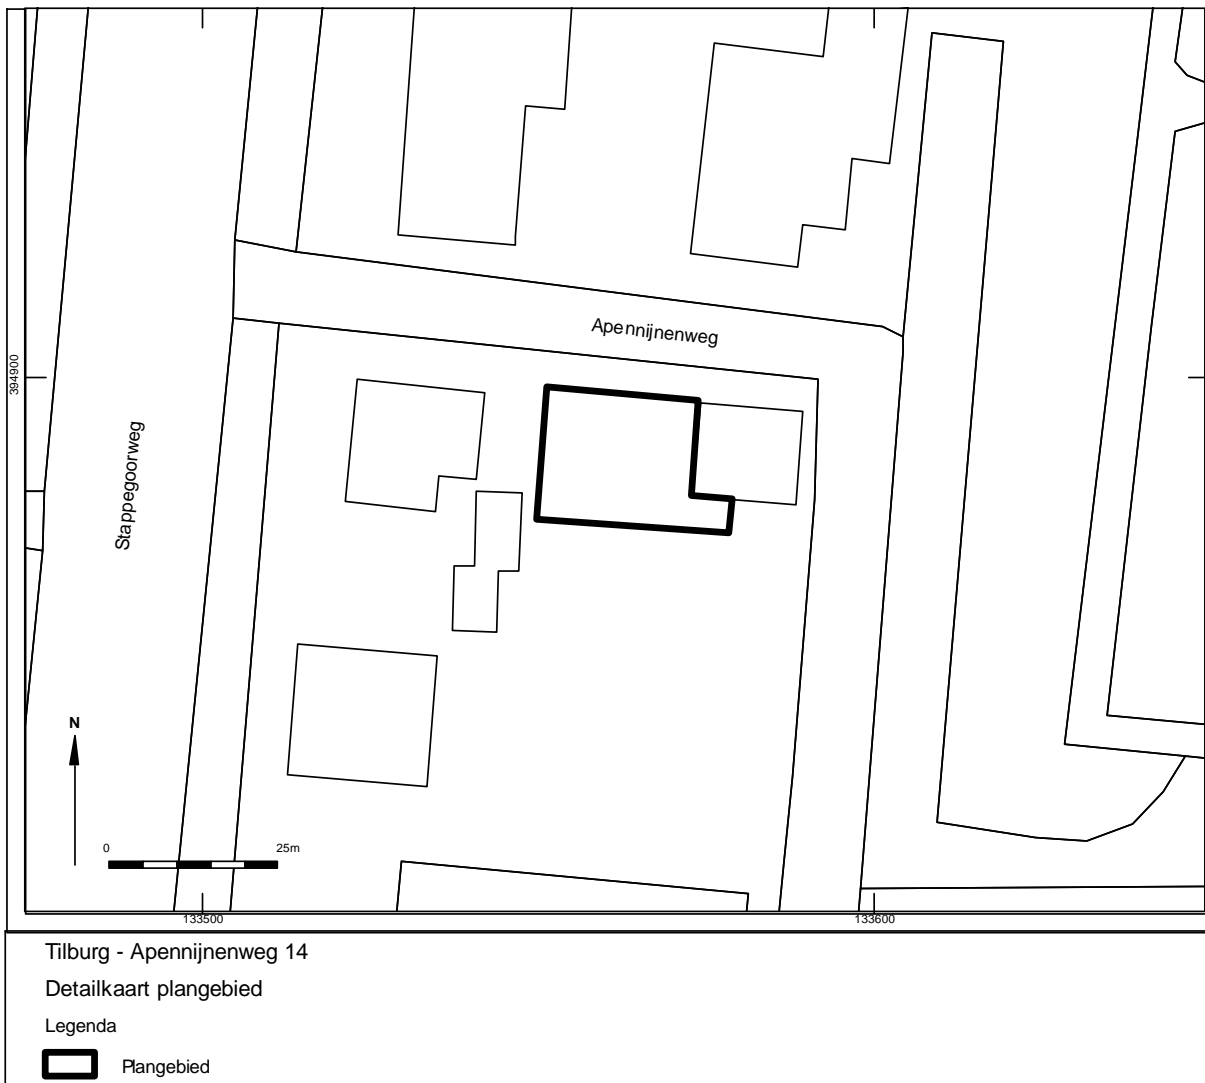 Apennijnenweg
394900
Stappegoorweg
N
0 25m
133500 133600
Tilburg - Apennijnenweg 14
Detailkaart plangebied
Legenda
Plangebied